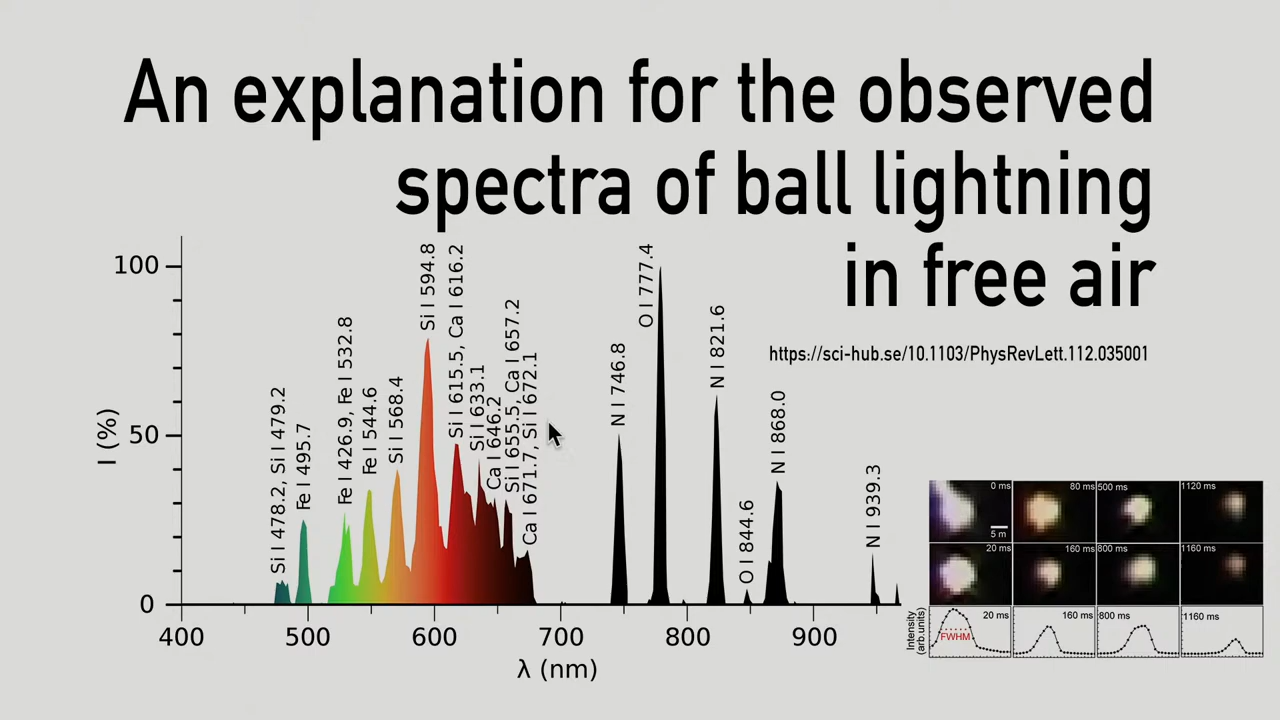 An explanation for the observed
spectra of ball lightning
in free air
https://sci-hub.se/10.1103/PhysRevLett.112.035001
I (%)
100
50
0
Si I 478.2, Si I 479.2
Fe I 495.7
Fe I 426.9, Fe I 532.8
Fe I 544.6
Si I 568.4
Si I 594.8
Si I 615.5, Ca I 616.2
Si I 633.1
Ca I 646.2
Si I 655.5, Ca I 657.2
Ca I 671.7, Si I 672.1
N I 746.8
O I 777.4
N I 821.6
O I 844.6
N I 868.0
N I 939.3
400 500 600 700 800 900
λ (nm)
0 ms 80 ms 500 ms 1120 ms
5 m
20 ms 160 ms 800 ms 1160 ms
20 ms 160 ms 800 ms 1160 ms
FWHM
Intensity
(arb.units)